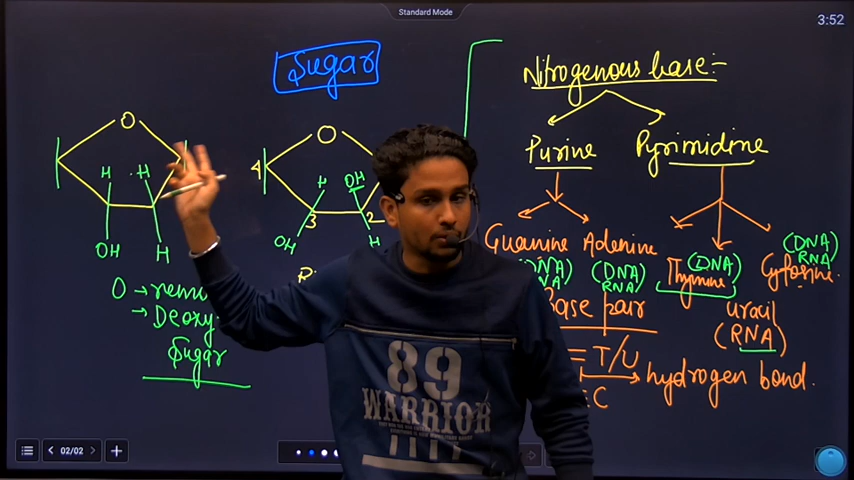 Standard Mode
3:52
Sugar
O
H
H
OH
H
O → 
→ Deoxy
Sugar
O
4
H
OH
OH
3
2
H
Nitrogenous base:-
Purine
Pyrimidine
Guanine
Adenine
(DNA
RNA)
(DNA
RNA)
Thymine
(DNA)
Cytosine
(DNA
RNA)
Uracil
(RNA)
Base pair
= T/U
C
hydrogen bond.
89
WARRIOR
02/02